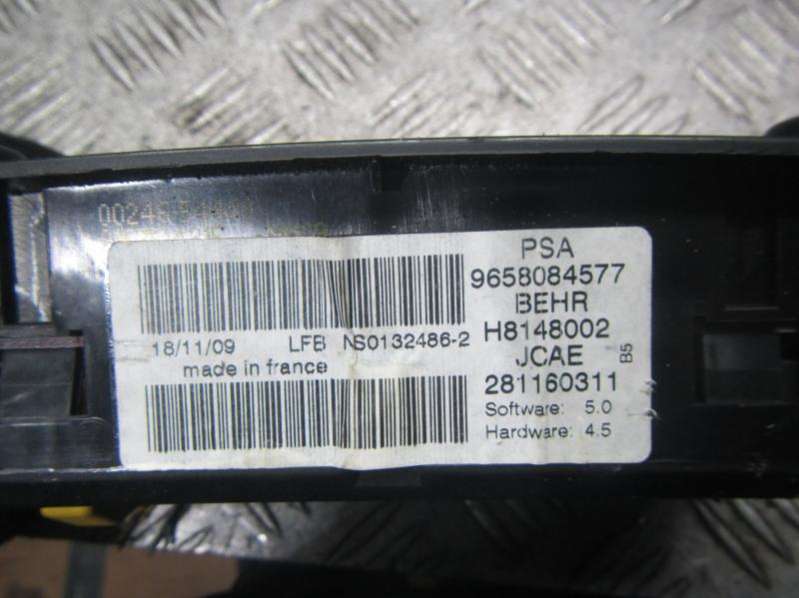 PSA
9658084577
BEHR
H8148002
JCAE
B5
281160311
Software: 5.0
Hardware: 4.5
18/11/09 LFB NS0132486-2
made in france